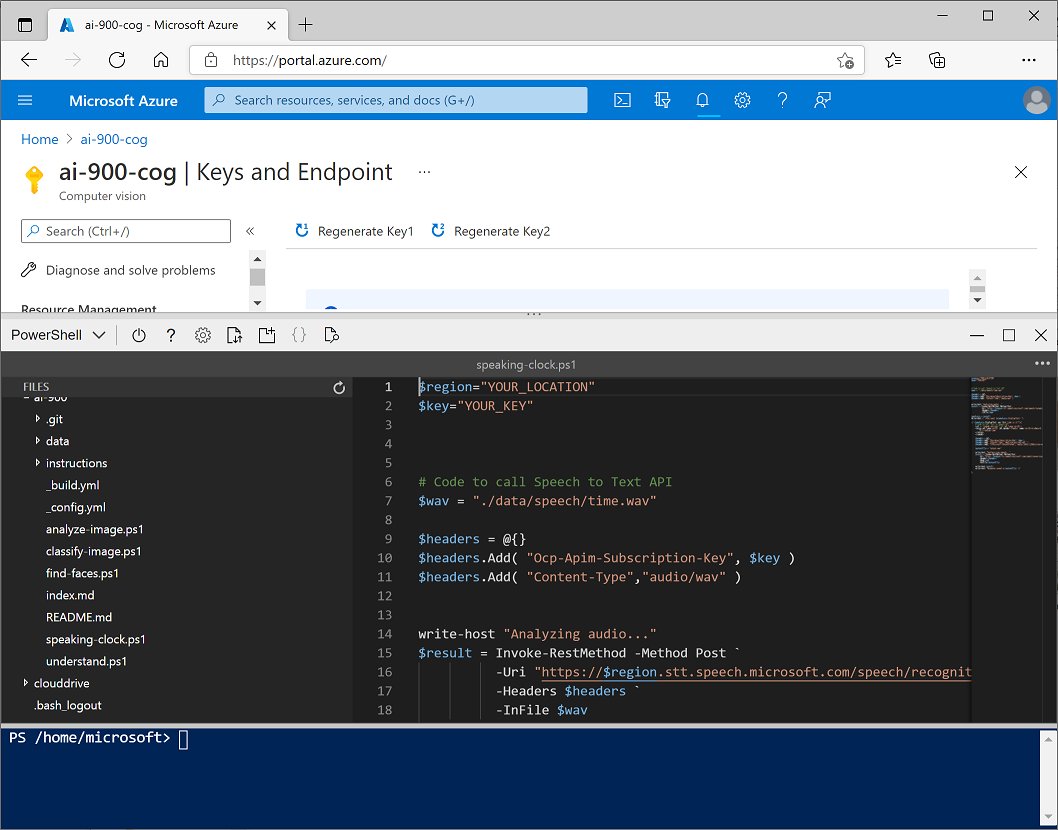 ai-900-cog - Microsoft Azure
https://portal.azure.com/
Microsoft Azure
Search resources, services, and docs (G+/)
Home > ai-900-cog
ai-900-cog | Keys and Endpoint ...
Computer vision
Search (Ctrl+/) «
Regenerate Key1 Regenerate Key2
Diagnose and solve problems
Resource Management
PowerShell
speaking-clock.ps1
FILES
ai-900
.git
data
instructions
_build.yml
_config.yml
analyze-image.ps1
classify-image.ps1
find-faces.ps1
index.md
README.md
speaking-clock.ps1
understand.ps1
clouddrive
.bash_logout
1 $region="YOUR_LOCATION"
2 $key="YOUR_KEY"
3
4
5
6 # Code to call Speech to Text API
7 $wav = "./data/speech/time.wav"
8
9 $headers = @{}
10 $headers.Add( "Ocp-Apim-Subscription-Key", $key )
11 $headers.Add( "Content-Type","audio/wav" )
12
13
14 write-host "Analyzing audio..."
15 $result = Invoke-RestMethod -Method Post `
16 -Uri "https://$region.stt.speech.microsoft.com/speech/recognit
17 -Headers $headers `
18 -InFile $wav
PS /home/microsoft>